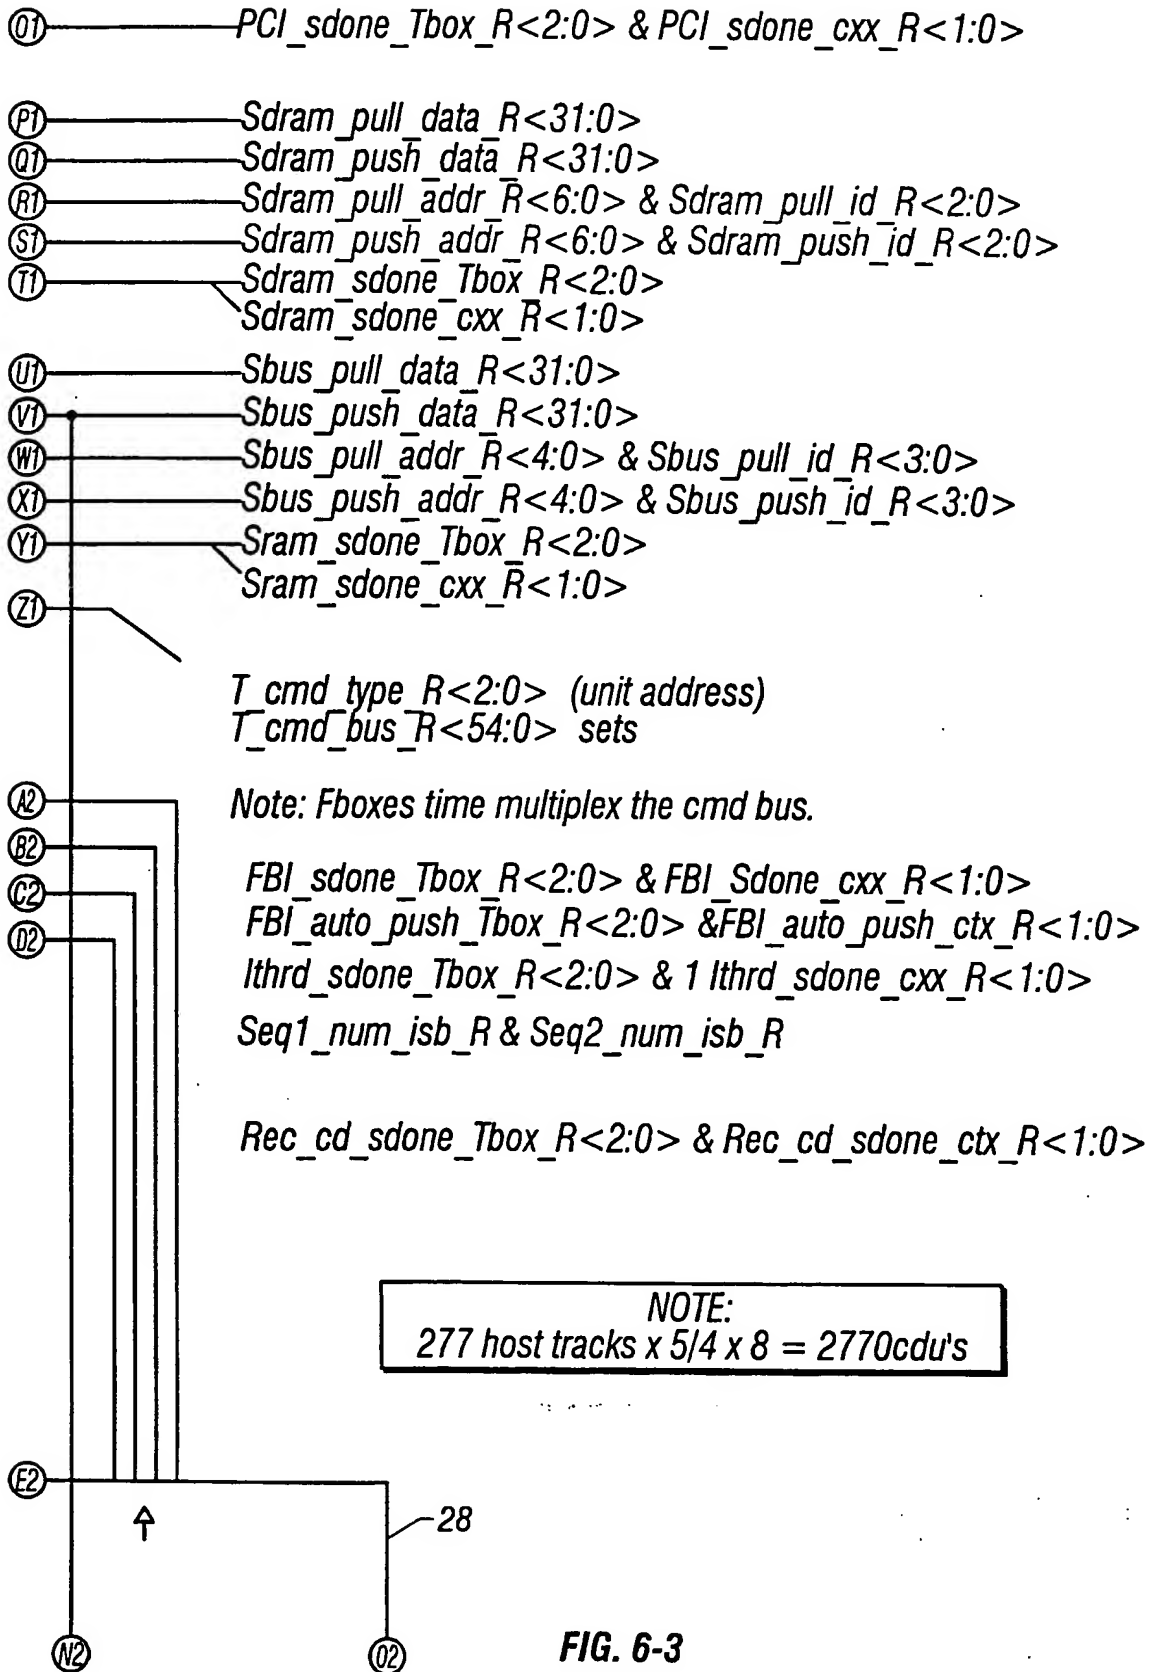 O1 PCI_sdone_Tbox_R<2:0> & PCI_sdone_cxx_R<1:0>
P1 Sdram_pull_data_R<31:0>
Q1 Sdram_push_data_R<31:0>
R1 Sdram_pull_addr_R<6:0> & Sdram_pull_id_R<2:0>
S1 Sdram_push_addr_R<6:0> & Sdram_push_id_R<2:0>
T1 Sdram_sdone_Tbox_R<2:0>
Sdram_sdone_cxx_R<1:0>
U1 Sbus_pull_data_R<31:0>
V1 Sbus_push_data_R<31:0>
W1 Sbus_pull_addr_R<4:0> & Sbus_pull_id_R<3:0>
X1 Sbus_push_addr_R<4:0> & Sbus_push_id_R<3:0>
Y1 Sram_sdone_Tbox_R<2:0>
Sram_sdone_cxx_R<1:0>
Z1
T_cmd_type_R<2:0> (unit address)
T_cmd_bus_R<54:0> sets
A2 Note: Fboxes time multiplex the cmd bus.
B2
C2 FBI_sdone_Tbox_R<2:0> & FBI_Sdone_cxx_R<1:0>
D2 FBI_auto_push_Tbox_R<2:0> &FBI_auto_push_ctx_R<1:0>
Ithrd_sdone_Tbox_R<2:0> & 1 Ithrd_sdone_cxx_R<1:0>
Seq1_num_isb_R & Seq2_num_isb_R
Rec_cd_sdone_Tbox_R<2:0> & Rec_cd_sdone_ctx_R<1:0>
NOTE:
277 host tracks x 5/4 x 8 = 2770cdu's
E2
28
N2 O2
FIG. 6-3